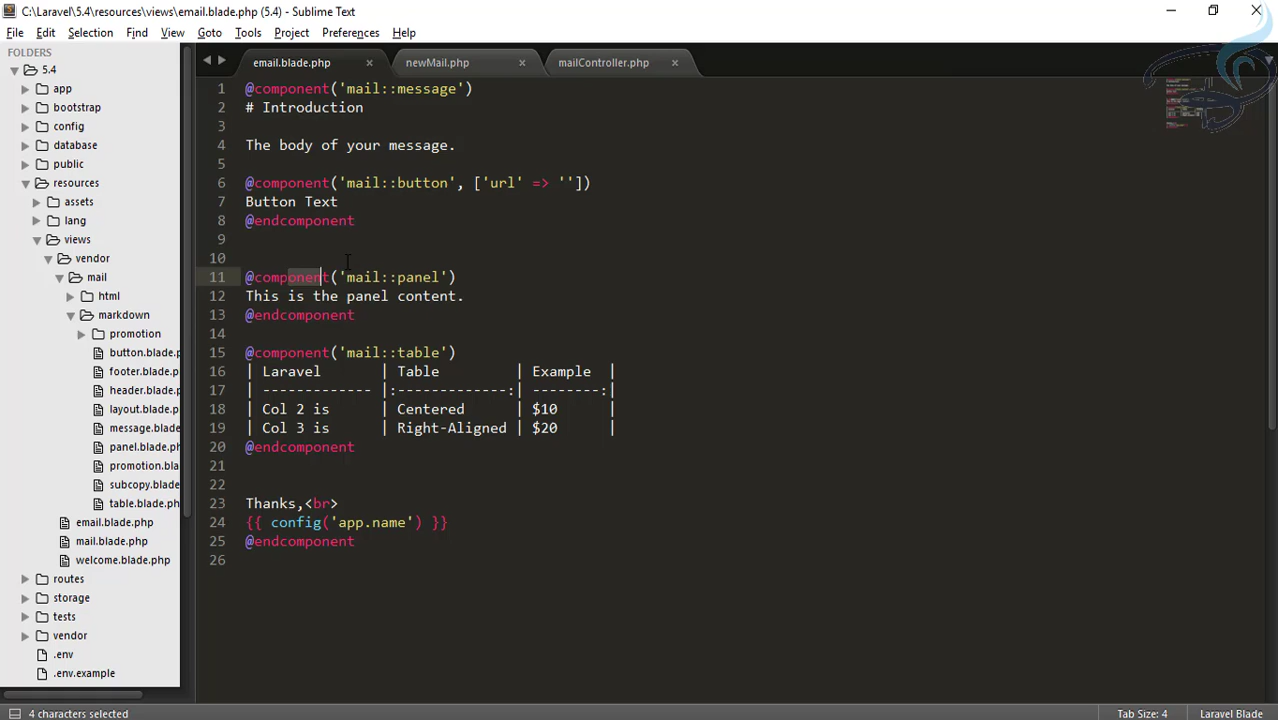 C:\Laravel\5.4\resources\views\email.blade.php (5.4) - Sublime Text
File Edit Selection Find View Goto Tools Project Preferences Help
FOLDERS
5.4
app
bootstrap
config
database
public
resources
assets
lang
views
vendor
mail
html
markdown
promotion
button.blade.p
footer.blade.p
header.blade.p
layout.blade.p
message.blade
panel.blade.p
promotion.bla
subcopy.blade
table.blade.ph
email.blade.php
mail.blade.php
welcome.blade.php
routes
storage
tests
vendor
.env
.env.example
email.blade.php × newMail.php × mailController.php ×
1 @component('mail::message')
2 # Introduction
3
4 The body of your message.
5
6 @component('mail::button', ['url' => ''])
7 Button Text
8 @endcomponent
9
10
11 @component('mail::panel')
12 This is the panel content.
13 @endcomponent
14
15 @component('mail::table')
16 | Laravel       | Table         | Example  |
17 | ------------- |:-------------:| --------:|
18 | Col 2 is      | Centered      | $10      |
19 | Col 3 is      | Right-Aligned | $20      |
20 @endcomponent
21
22
23 Thanks,<br>
24 {{ config('app.name') }}
25 @endcomponent
26
4 characters selected Tab Size: 4 Laravel Blade